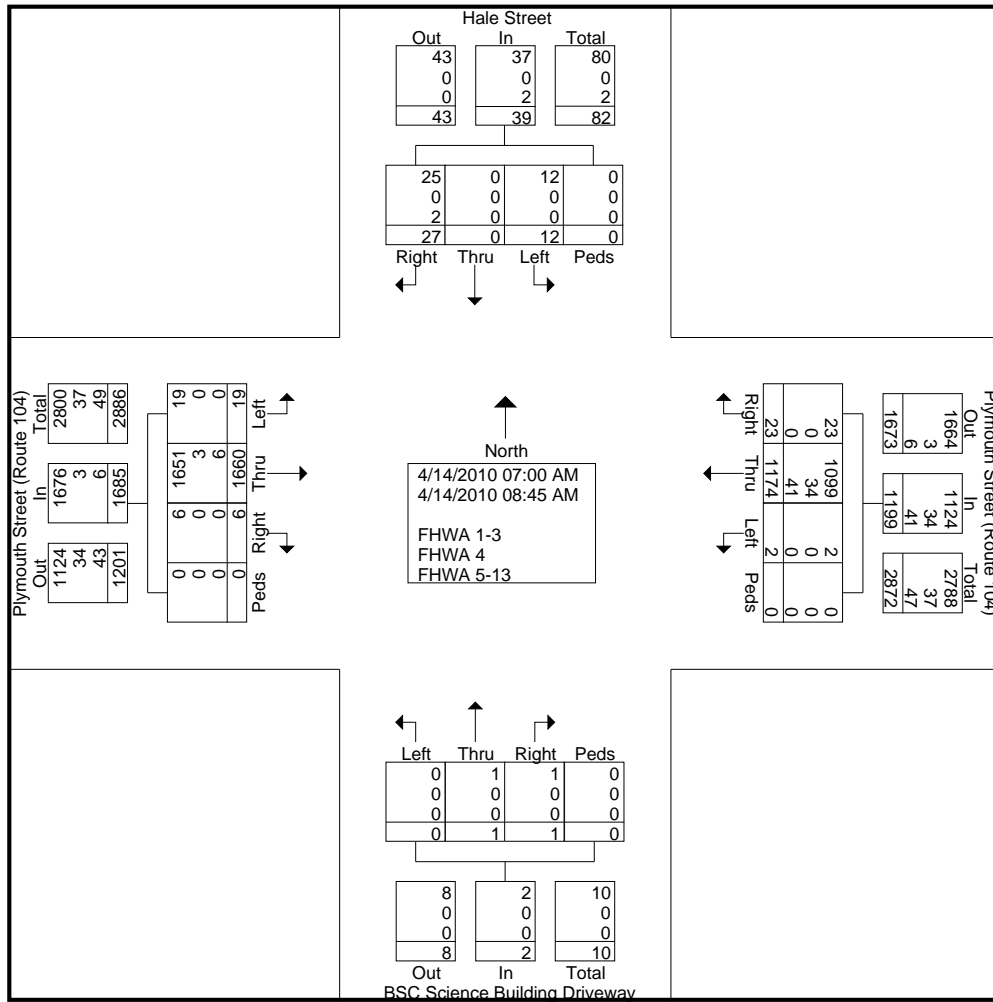 Hale Street
Out In Total
43 37 80
0 0 0
0 2 2
43 39 82
25 0 12 0
0 0 0 0
2 0 0 0
27 0 12 0
Right Thru Left Peds
Plymouth Street (Route 104)
Total
2800
37
49
2886
In
1676
3
6
1685
Out
1124
34
43
1201
Left
19
0
0
19
Thru
1651
3
6
1660
Right
6
0
0
6
Peds
0
0
0
0
North
4/14/2010 07:00 AM
4/14/2010 08:45 AM
FHWA 1-3
FHWA 4
FHWA 5-13
Right
23
0
0
23
Thru
1099
34
41
1174
Left
2
0
0
2
Peds
0
0
0
0
Plymouth Street (Route 104)
Out
1664
3
6
1673
In
1124
34
41
1199
Total
2788
37
47
2872
Left Thru Right Peds
0 1 1 0
0 0 0 0
0 0 0 0
0 1 1 0
8 2 10
0 0 0
0 0 0
8 2 10
Out In Total
BSC Science Building Driveway